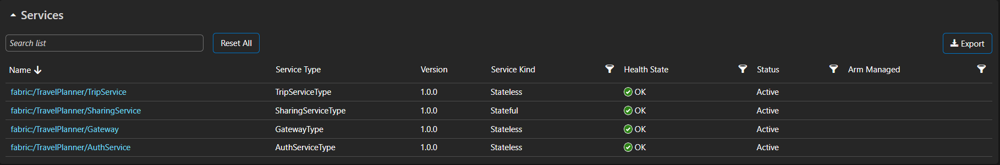 Services
Search list Reset All Export
Name Service Type Version Service Kind Health State Status Arm Managed
fabric:/TravelPlanner/TripService TripServiceType 1.0.0 Stateless OK Active
fabric:/TravelPlanner/SharingService SharingServiceType 1.0.0 Stateful OK Active
fabric:/TravelPlanner/Gateway GatewayType 1.0.0 Stateless OK Active
fabric:/TravelPlanner/AuthService AuthServiceType 1.0.0 Stateless OK Active